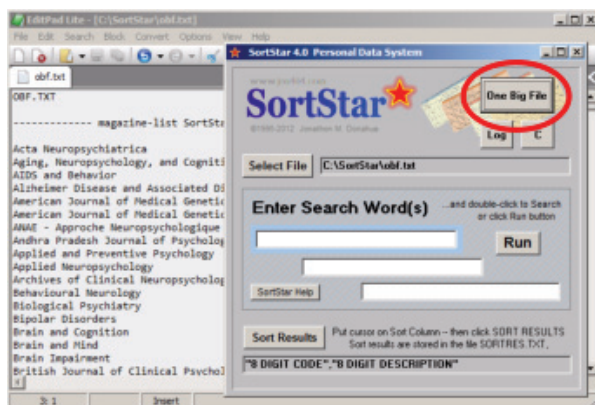 EditPad Lite - [C:\SortStar\obf.txt]
File Edit Search Block Convert Options View Help
obf.txt
OBF.TXT
------------- magazine-list SortSta
Acta Neuropsychiatrica
Aging, Neuropsychology, and Cogniti
AIDS and Behavior
Alzheimer Disease and Associated Di
American Journal of Medical Genetic
American Journal of Medical Genetic
ANAE - Approche Neuropsychologique
Andhra Pradesh Journal of Psycholog
Applied and Preventive Psychology
Applied Neuropsychology
Archives of Clinical Neuropsycholog
Behavioural Neurology
Biological Psychiatry
Bipolar Disorders
Brain and Cognition
Brain and Mind
Brain Impairment
British Journal of Clinical Psychol
3: 1 Insert
SortStar 4.0 Personal Data System
SortStar
©1995-2012 Jonathon M. Donahue
One Big File
Log C
Select File C:\SortStar\obf.txt
Enter Search Word(s)
...and double-click to Search
or click Run button
Run
SortStar Help
Sort Results
Put cursor on Sort Column - then click SORT RESULTS
Sort results are stored in the file SORTRES.TXT.
"8 DIGIT CODE","8 DIGIT DESCRIPTION"